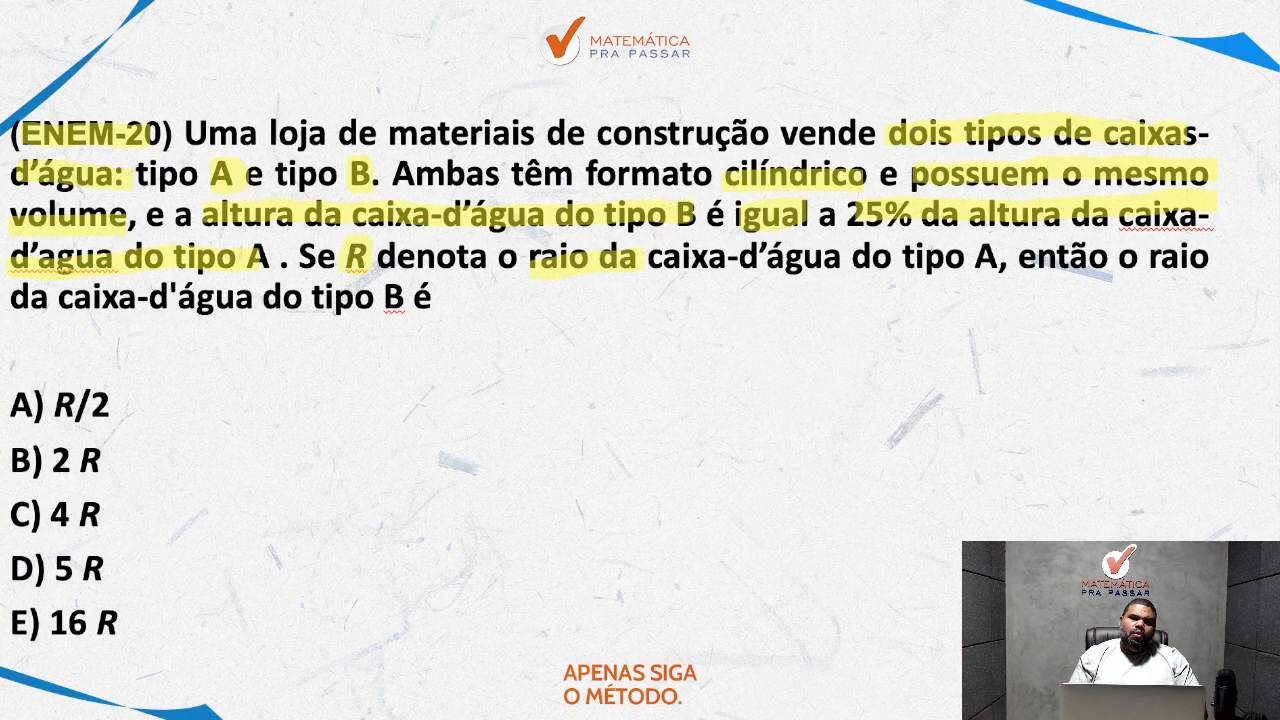 MATEMÁTICA
PRA PASSAR
(ENEM-20) Uma loja de materiais de construção vende dois tipos de caixas-
d’água: tipo A e tipo B. Ambas têm formato cilíndrico e possuem o mesmo
volume, e a altura da caixa-d’água do tipo B é igual a 25% da altura da caixa-
d’agua do tipo A . Se R denota o raio da caixa-d’água do tipo A, então o raio
da caixa-d'água do tipo B é
A) R/2
B) 2 R
C) 4 R
D) 5 R
E) 16 R
MATEMÁTICA
PRA PASSAR
APENAS SIGA
O MÉTODO.